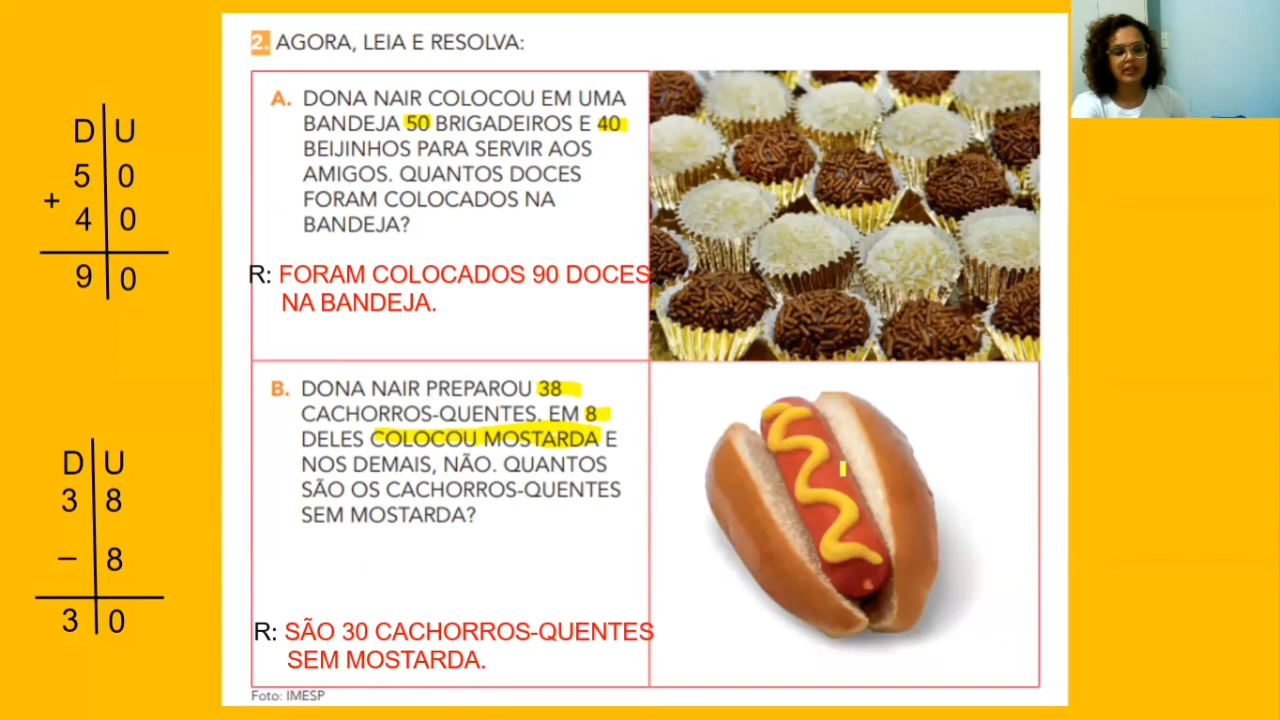 2. AGORA, LEIA E RESOLVA:
A. DONA NAIR COLOCOU EM UMA
BANDEJA 50 BRIGADEIROS E 40
BEIJINHOS PARA SERVIR AOS
AMIGOS. QUANTOS DOCES
FORAM COLOCADOS NA
BANDEJA?
R: FORAM COLOCADOS 90 DOCES
NA BANDEJA.
D U
5 0
+
4 0
9 0
B. DONA NAIR PREPAROU 38
CACHORROS-QUENTES. EM 8
DELES COLOCOU MOSTARDA E
NOS DEMAIS, NÃO. QUANTOS
SÃO OS CACHORROS-QUENTES
SEM MOSTARDA?
R: SÃO 30 CACHORROS-QUENTES
SEM MOSTARDA.
D U
3 8
– 8
3 0
Foto: IMESP